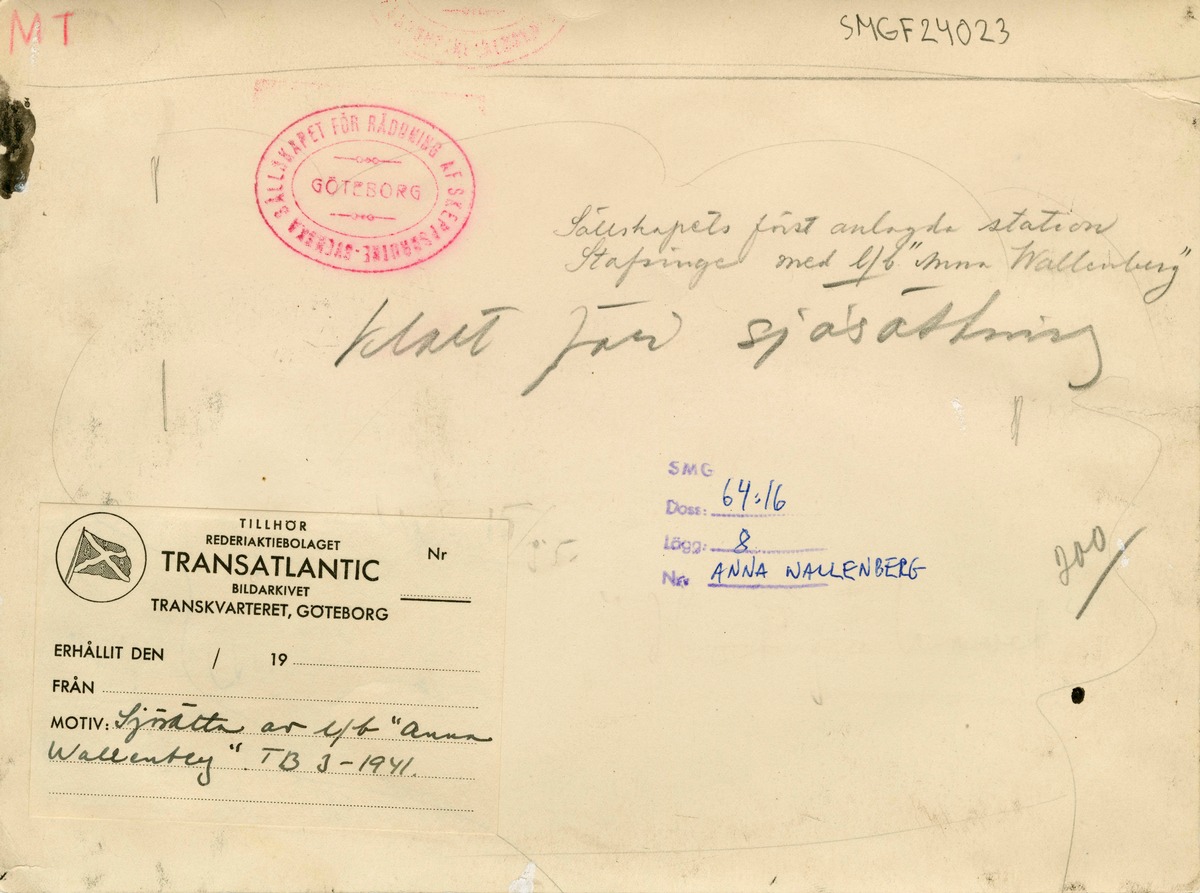 MT
SMGF24023
SVENSKA SÄLLSKAPET FÖR RÄDDNING AF SKEPPSBRUTNE
GÖTEBORG
Sällskapets först anlagda station
Stafsinge med l/b "Anna Wallenberg"
klart för sjösättning
SMG
Doss: 64:16
Lägg: 8
Nr: ANNA WALLENBERG
200/
TILLHÖR
REDERIAKTIEBOLAGET
TRANSATLANTIC
BILDARKIVET
TRANSKVARTERET, GÖTEBORG
Nr
ERHÅLLIT DEN / 19
FRÅN
MOTIV: Sjösätta av l/b "Anna
Wallenberg". TB 3-1941.